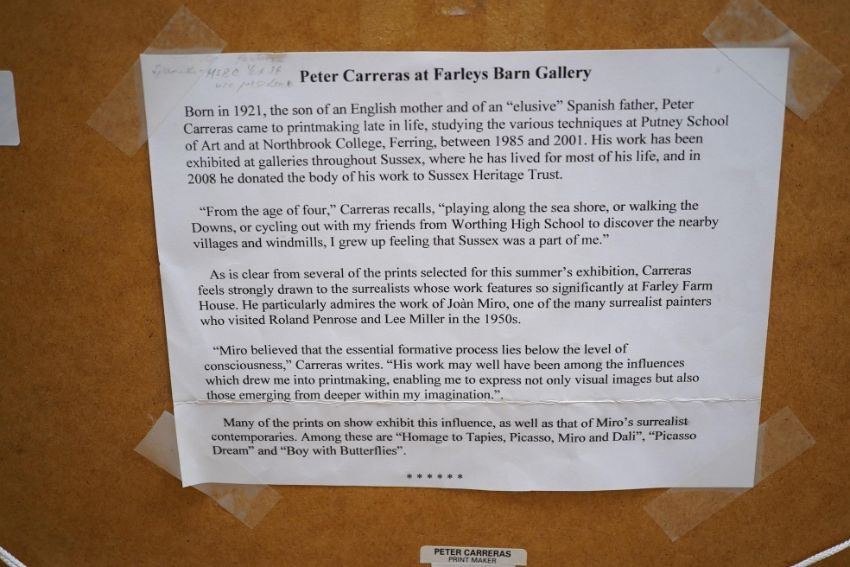 Peter Carreras at Farleys Barn Gallery
Born in 1921, the son of an English mother and of an “elusive” Spanish father, Peter
Carreras came to printmaking late in life, studying the various techniques at Putney School
of Art and at Northbrook College, Ferring, between 1985 and 2001. His work has been
exhibited at galleries throughout Sussex, where he has lived for most of his life, and in
2008 he donated the body of his work to Sussex Heritage Trust.
“From the age of four,” Carreras recalls, “playing along the sea shore, or walking the
Downs, or cycling out with my friends from Worthing High School to discover the nearby
villages and windmills, I grew up feeling that Sussex was a part of me.”
As is clear from several of the prints selected for this summer’s exhibition, Carreras
feels strongly drawn to the surrealists whose work features so significantly at Farley Farm
House. He particularly admires the work of Joàn Miro, one of the many surrealist painters
who visited Roland Penrose and Lee Miller in the 1950s.
“Miro believed that the essential formative process lies below the level of
consciousness,” Carreras writes. “His work may well have been among the influences
which drew me into printmaking, enabling me to express not only visual images but also
those emerging from deeper within my imagination.”.
Many of the prints on show exhibit this influence, as well as that of Miro’s surrealist
contemporaries. Among these are “Homage to Tapies, Picasso, Miro and Dali”, “Picasso
Dream” and “Boy with Butterflies”.
* * * * * *
PETER CARRERAS
PRINT MAKER